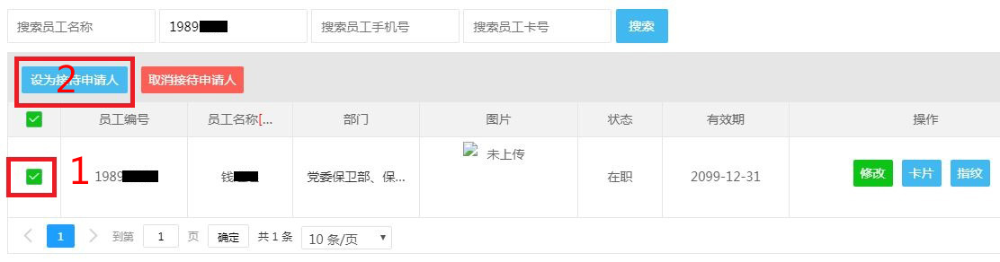 搜索员工名称 1989 搜索员工手机号 搜索员工卡号 搜索
设为接待申请人 2 取消接待申请人
员工编号 员工名称[... 部门 图片 状态 有效期 操作
1 1989 钱 党委保卫部、保... 未上传 在职 2099-12-31 修改 卡片 指纹
1 到第 1 页 确定 共 1 条 10 条/页